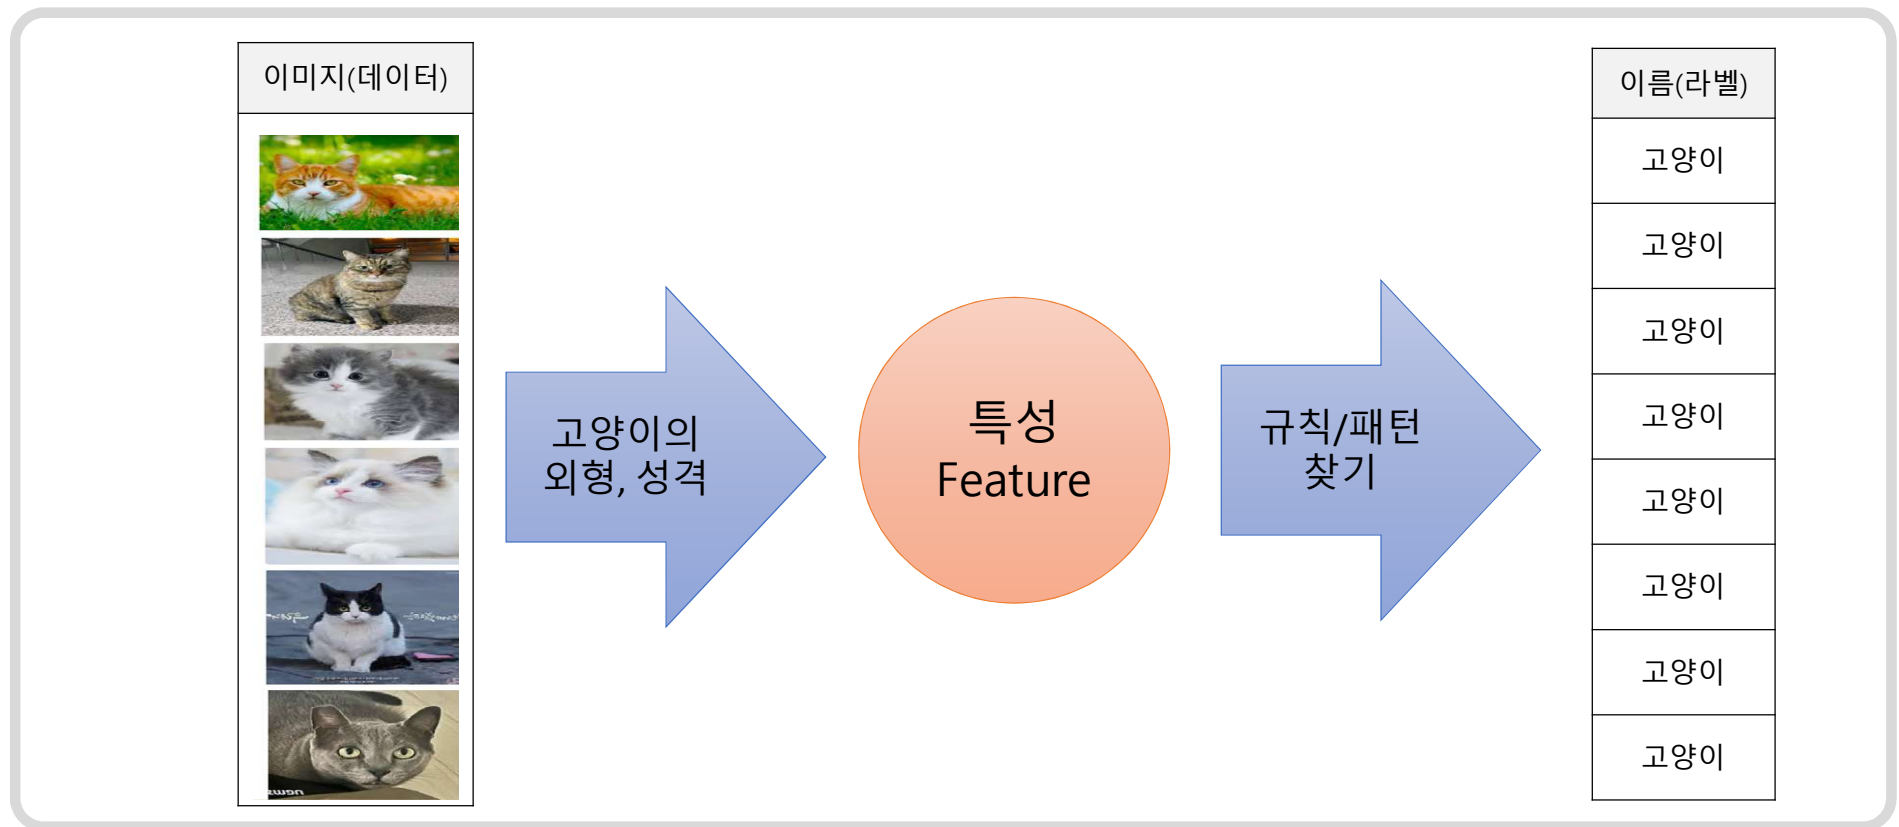 이미지(데이터)
고양이의
외형, 성격
특성
Feature
규칙/패턴
찾기
이름(라벨)
고양이
고양이
고양이
고양이
고양이
고양이
고양이
고양이